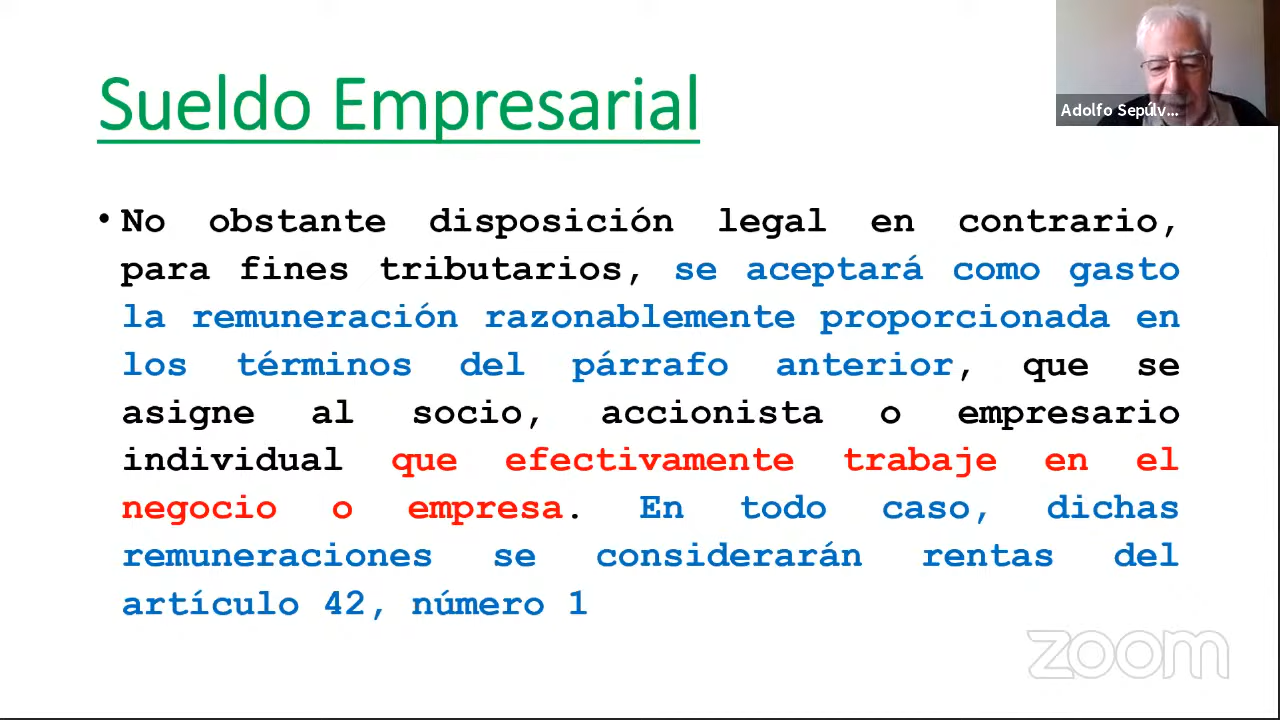 Sueldo Empresarial
Adolfo Sepúlv...
• No obstante disposición legal en contrario,
para fines tributarios, se aceptará como gasto
la remuneración razonablemente proporcionada en
los términos del párrafo anterior, que se
asigne al socio, accionista o empresario
individual que efectivamente trabaje en el
negocio o empresa. En todo caso, dichas
remuneraciones se considerarán rentas del
artículo 42, número 1
zoom